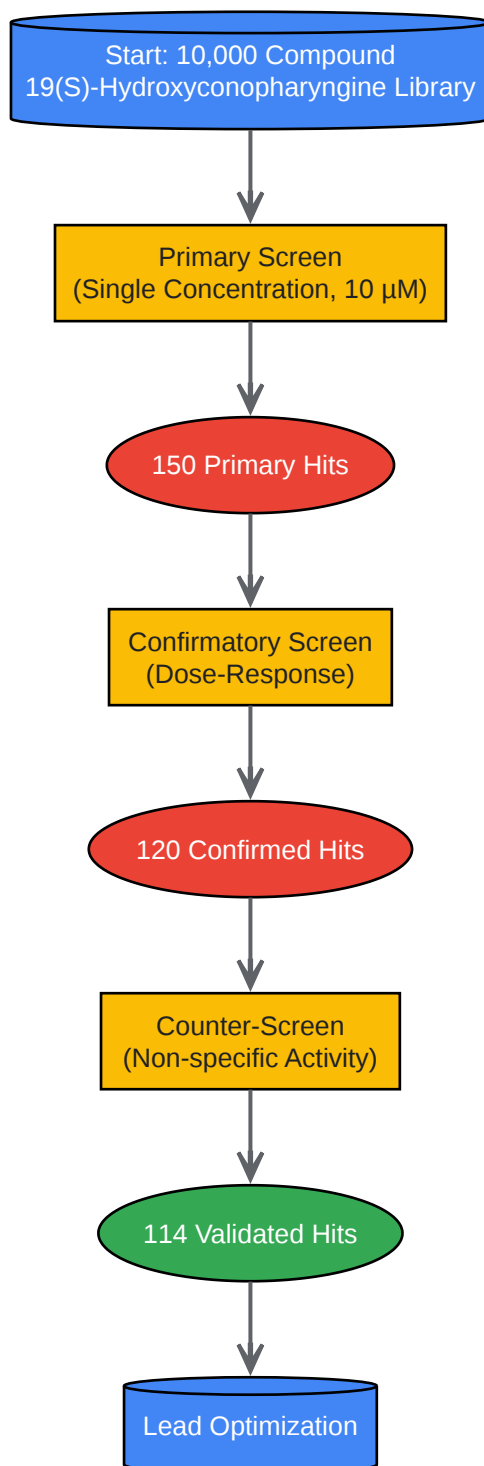 Start: 10,000 Compound
19(S)-Hydroxyconopharyngine Library
Primary Screen
(Single Concentration, 10 µM)
150 Primary Hits
Confirmatory Screen
(Dose-Response)
120 Confirmed Hits
Counter-Screen
(Non-specific Activity)
114 Validated Hits
Lead Optimization